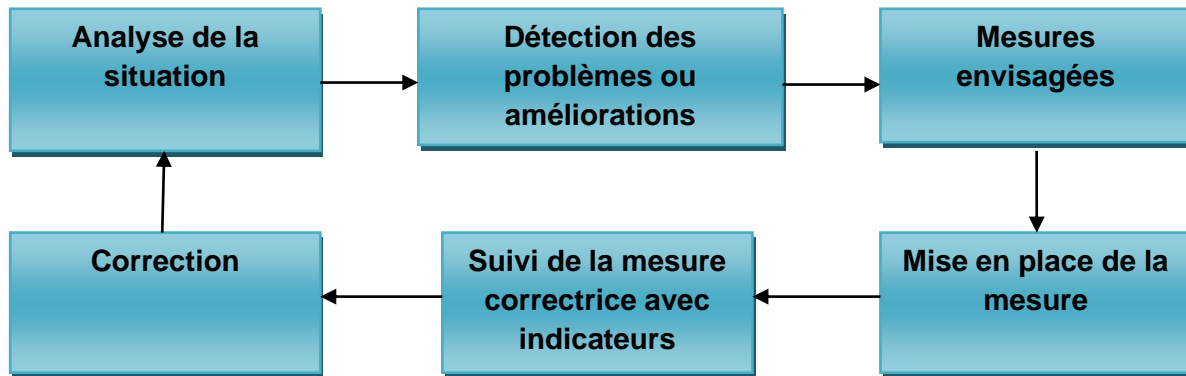 Analyse de la
situation
Détection des
problèmes ou
améliorations
Mesures
envisagées
Correction
Suivi de la mesure
correctrice avec
indicateurs
Mise en place de la
mesure